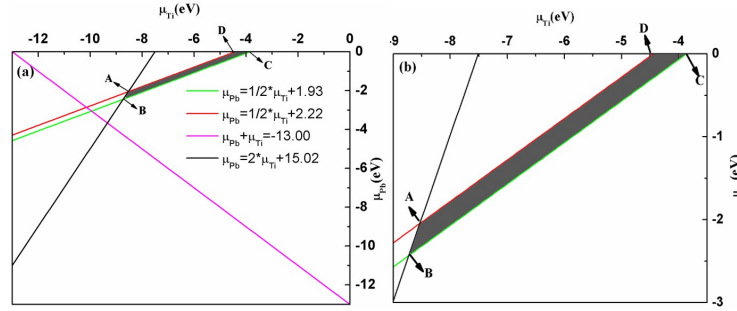 μTi(eV)
-12 -10 -8 -6 -4 -2 0
D
(a)
A
B
C
μPb=1/2*μTi+1.93
μPb=1/2*μTi+2.22
μPb+μTi=-13.00
μPb=2*μTi+15.02
0
-2
-4
-6
-8
-10
-12
μPb(eV)
μTi(eV)
-9 -8 -7 -6 -5 -4
D
(b)
A
B
C
0
-1
-2
-3
(eV)